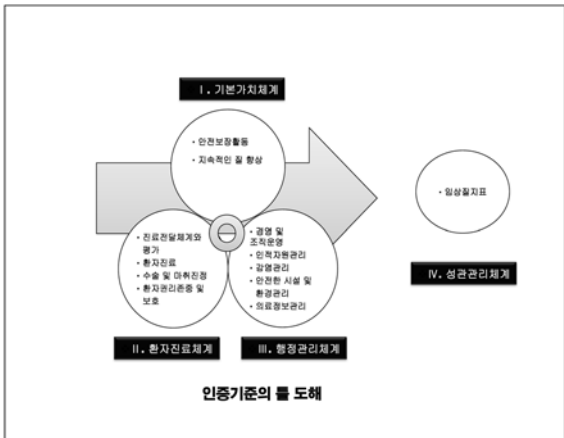 Ⅰ. 기본가치체계
• 안전보장활동
• 지속적인 질 향상
• 진료전달체계와
평가
• 환자진료
• 수술 및 마취진정
• 환자권리존중 및
보호
• 경영 및
조직운영
• 인적자원관리
• 감염관리
• 안전한 시설 및
환경관리
• 의료정보관리
• 임상질지표
Ⅱ. 환자진료체계
Ⅲ. 행정관리체계
Ⅳ. 성관관리체계
인증기준의 틀 도해